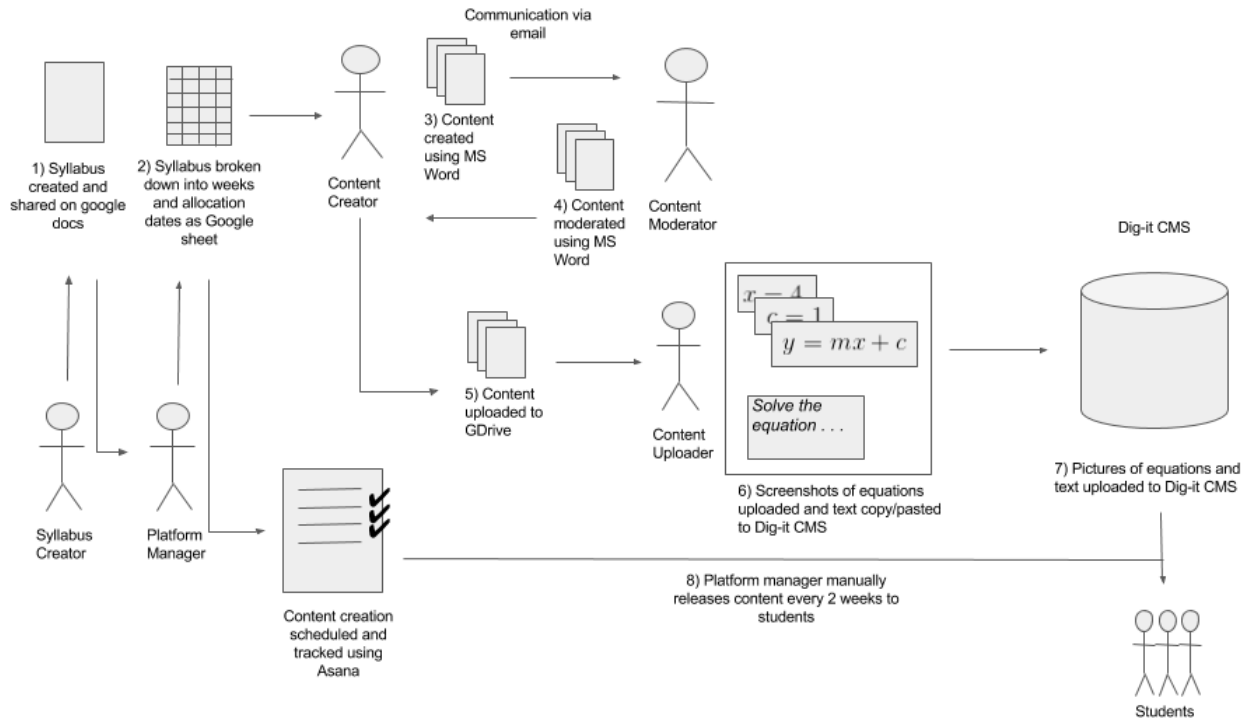 Communication via
email
1) Syllabus
created and
shared on google
docs
2) Syllabus broken
down into weeks
and allocation
dates as Google
sheet
Content
Creator
3) Content
created
using MS
Word
4) Content
moderated
using MS
Word
Content
Moderator
Dig-it CMS
5) Content
uploaded to
GDrive
Content
Uploader
x − 4
c = 1
y = mx + c
Solve the
equation . . .
6) Screenshots of equations
uploaded and text copy/pasted
to Dig-it CMS
7) Pictures of equations and
text uploaded to Dig-it CMS
Syllabus
Creator
Platform
Manager
Content creation
scheduled and
tracked using
Asana
8) Platform manager manually
releases content every 2 weeks to
students
Students